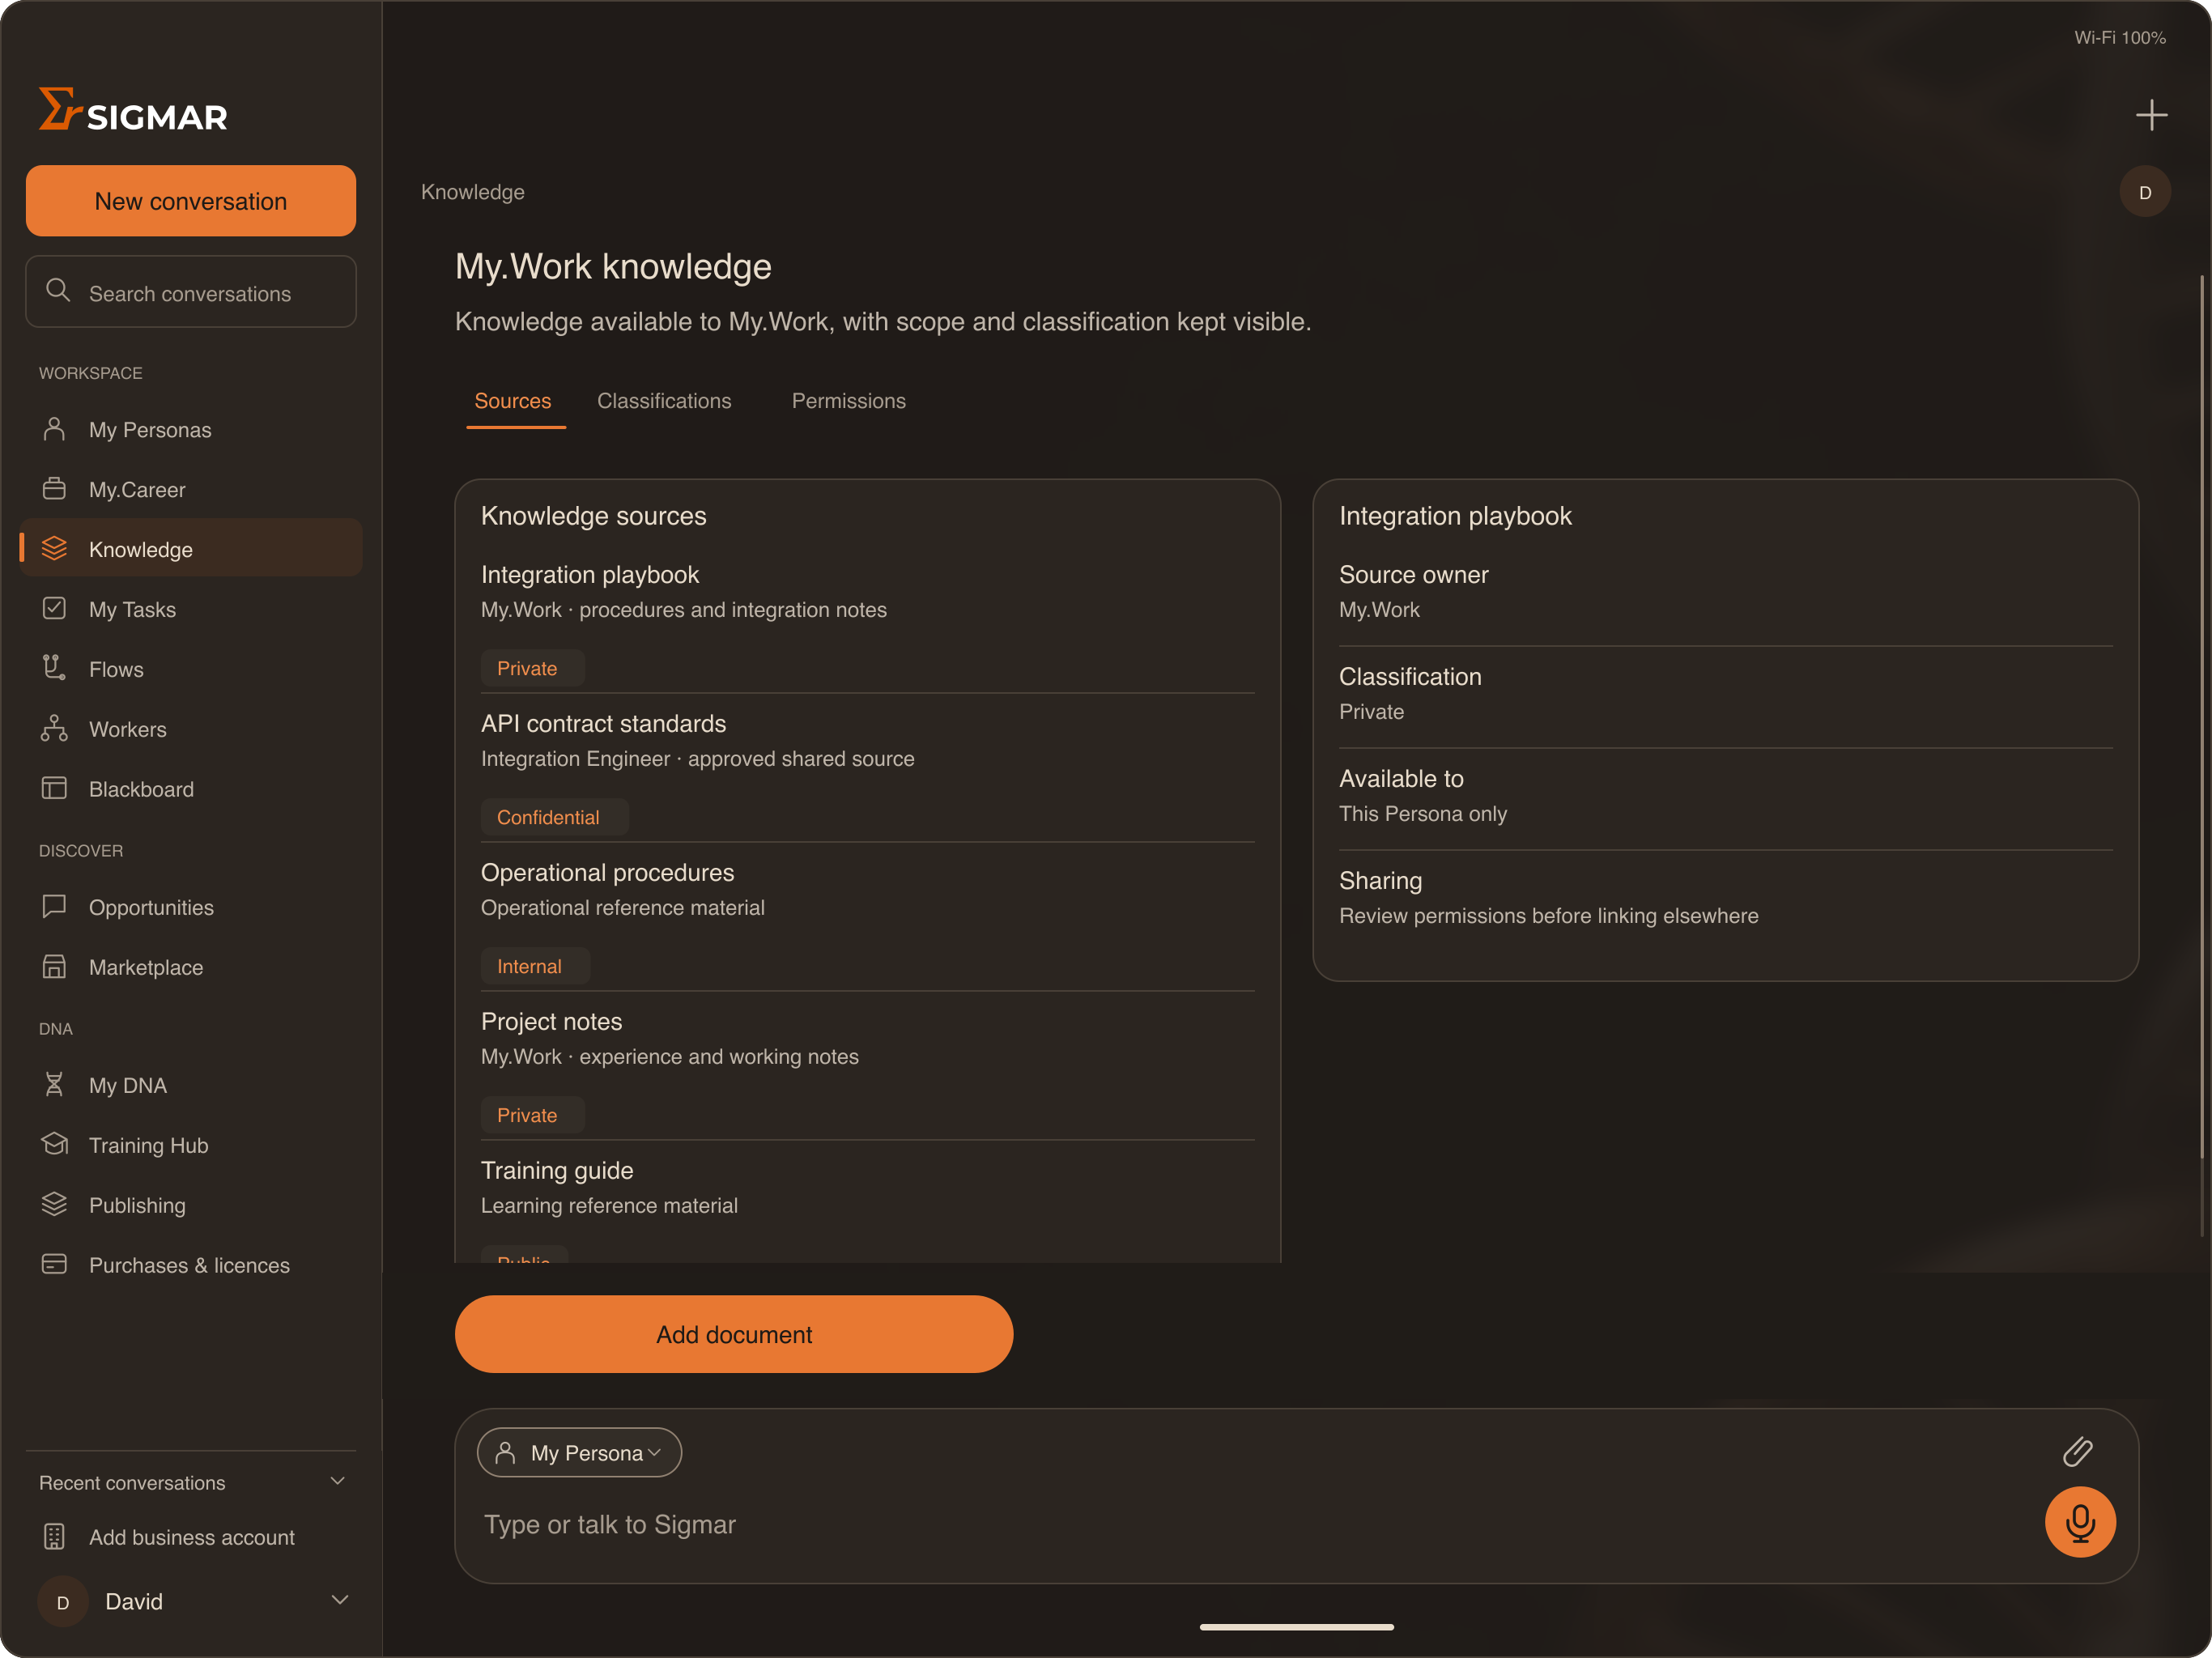 Wi-Fi 100%
Σr SIGMAR
New conversation
Search conversations
WORKSPACE
My Personas
My.Career
Knowledge
My Tasks
Flows
Workers
Blackboard
DISCOVER
Opportunities
Marketplace
DNA
My DNA
Training Hub
Publishing
Purchases & licences
Recent conversations
Add business account
D
David
Knowledge
D
My.Work knowledge
Knowledge available to My.Work, with scope and classification kept visible.
Sources
Classifications
Permissions
Knowledge sources
Integration playbook
My.Work · procedures and integration notes
Private
API contract standards
Integration Engineer · approved shared source
Confidential
Operational procedures
Operational reference material
Internal
Project notes
My.Work · experience and working notes
Private
Training guide
Learning reference material
Public
Integration playbook
Source owner
My.Work
Classification
Private
Available to
This Persona only
Sharing
Review permissions before linking elsewhere
Add document
My Persona
Type or talk to Sigmar